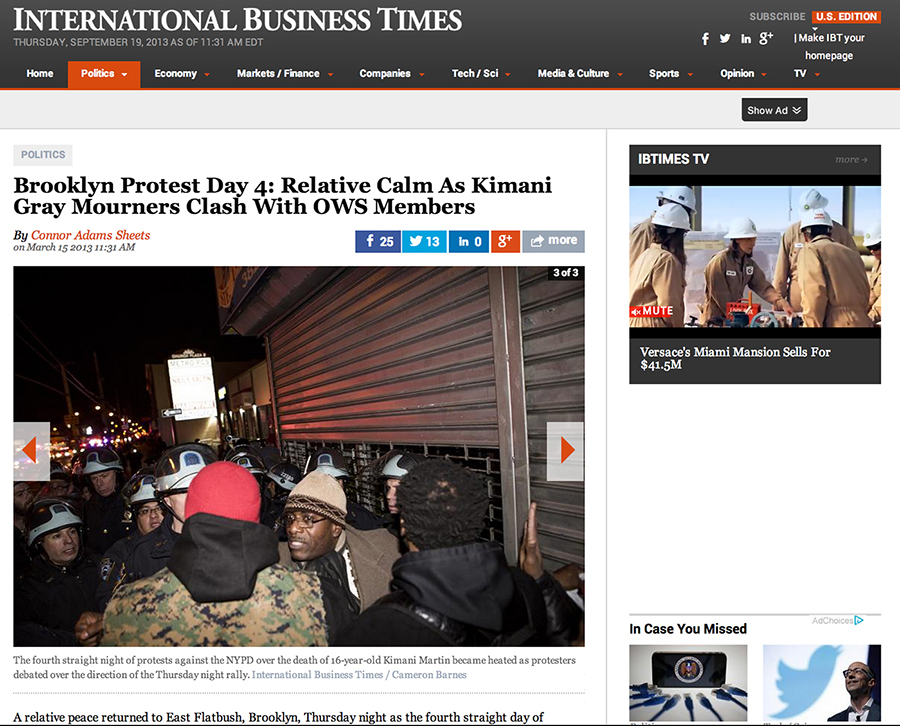 INTERNATIONAL BUSINESS TIMES
THURSDAY, SEPTEMBER 19, 2013 AS OF 11:31 AM EDT
SUBSCRIBE U.S. EDITION
f in g+ | Make IBT your
homepage
Home Politics Economy Markets / Finance Companies Tech / Sci Media & Culture Sports Opinion TV
Show Ad
POLITICS
Brooklyn Protest Day 4: Relative Calm As Kimani
Gray Mourners Clash With OWS Members
By Connor Adams Sheets
on March 15 2013 11:31 AM
f 25 13 in 0 g+ more
3 of 3
CHURCH PLAZA
METRO PCS
The fourth straight night of protests against the NYPD over the death of 16-year-old Kimani Martin became heated as protesters
debated over the direction of the Thursday night rally. International Business Times / Cameron Barnes
A relative peace returned to East Flatbush, Brooklyn, Thursday night as the fourth straight day of
IBTIMES TV more →
MUTE
Versace's Miami Mansion Sells For
$41.5M
AdChoices
In Case You Missed